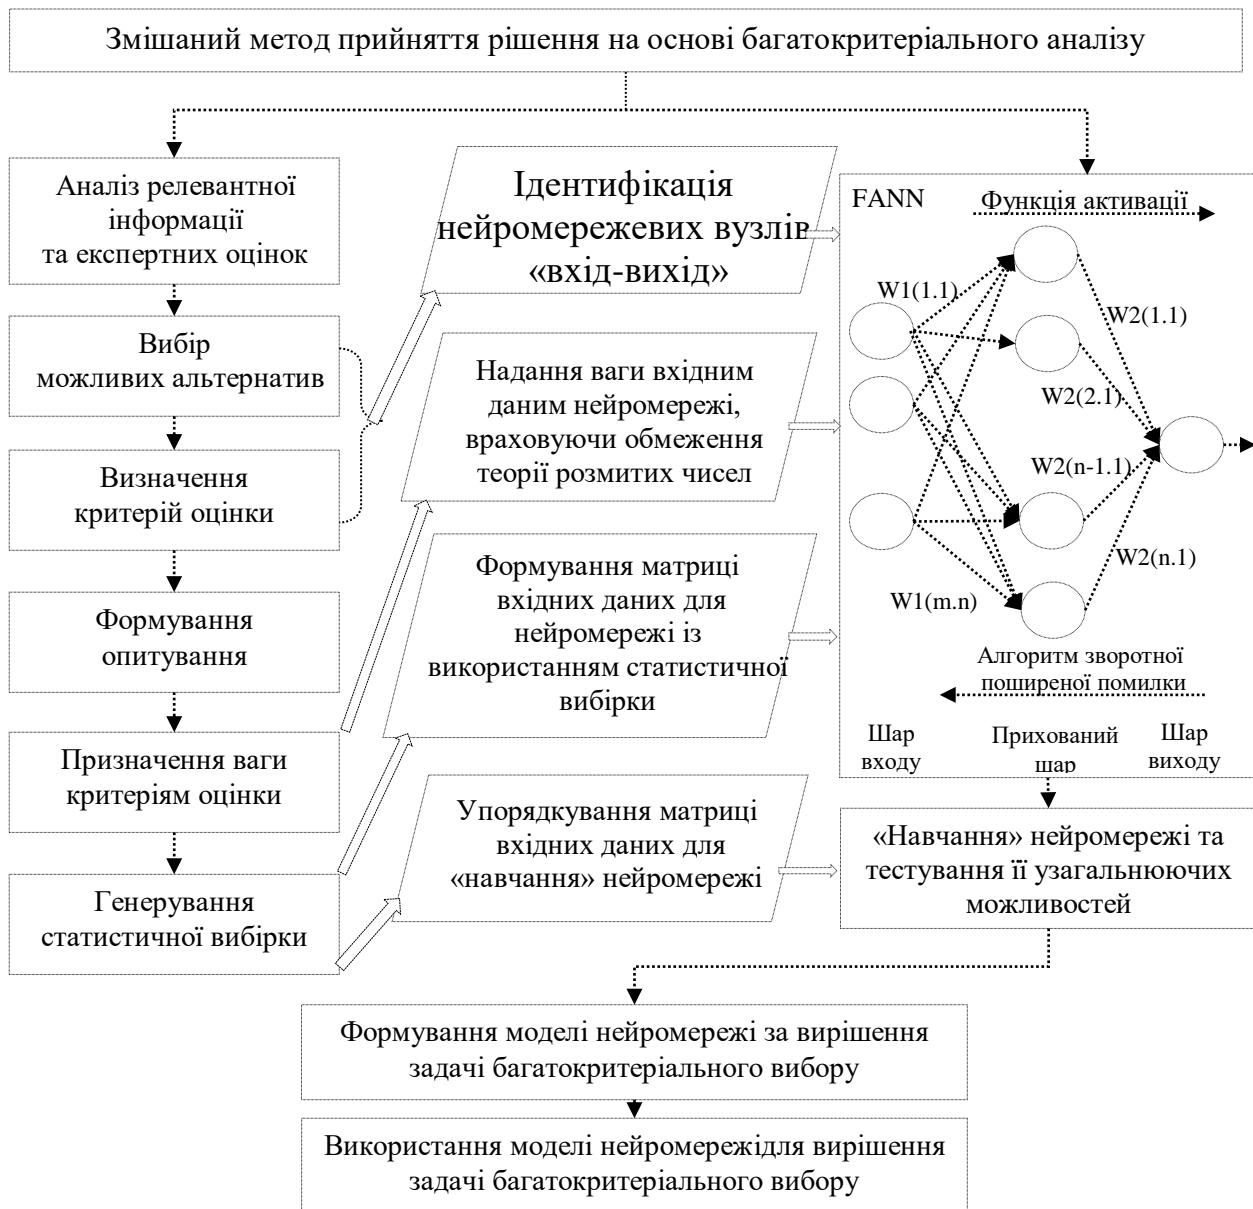 Змішаний метод прийняття рішення на основі багатокритеріального аналізу
Аналіз релевантної
інформації
та експертних оцінок
Вибір
можливих альтернатив
Визначення
критерій оцінки
Формування
опитування
Призначення ваги
критеріям оцінки
Генерування
статистичної вибірки
Ідентифікація
нейромережевих вузлів
«вхід-вихід»
Надання ваги вхідним
даним нейромережі,
враховуючи обмеження
теорії розмитих чисел
Формування матриці
вхідних даних для
нейромережі із
використанням статистичної
вибірки
Упорядкування матриці
вхідних даних для
«навчання» нейромережі
FANN
Функція активації
W1(1.1)
W2(1.1)
W2(2.1)
W2(n-1.1)
W2(n.1)
W1(m.n)
Алгоритм зворотної
поширеної помилки
Шар
входу
Прихований
шар
Шар
виходу
«Навчання» нейромережі та
тестування її узагальнюючих
можливостей
Формування моделі нейромережі за вирішення
задачі багатокритеріального вибору
Використання моделі нейромережідля вирішення
задачі багатокритеріального вибору